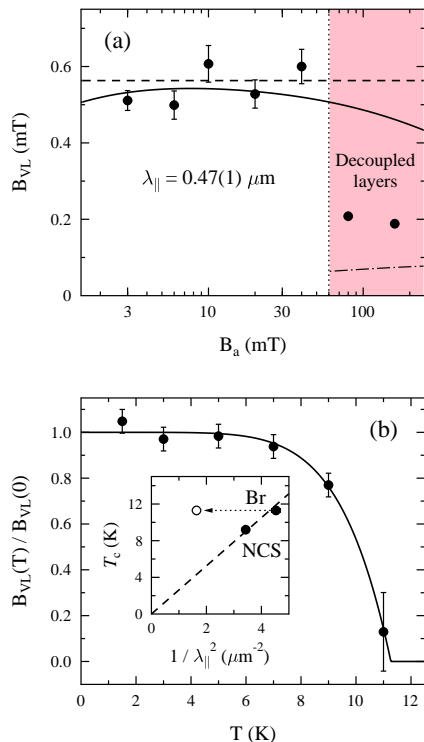 (a)
0.6
0.4
0.2
0
B_VL (mT)
λ_|| = 0.47(1) μm
Decoupled
layers
3
10
30
100
B_a (mT)
(b)
1.0
0.8
0.6
0.4
0.2
0.0
B_VL(T) / B_VL(0)
16
12
8
4
0
T_c (K)
Br
NCS
0
2
4
1 / λ_||^2 (μm^-2)
0
2
4
6
8
10
12
T (K)